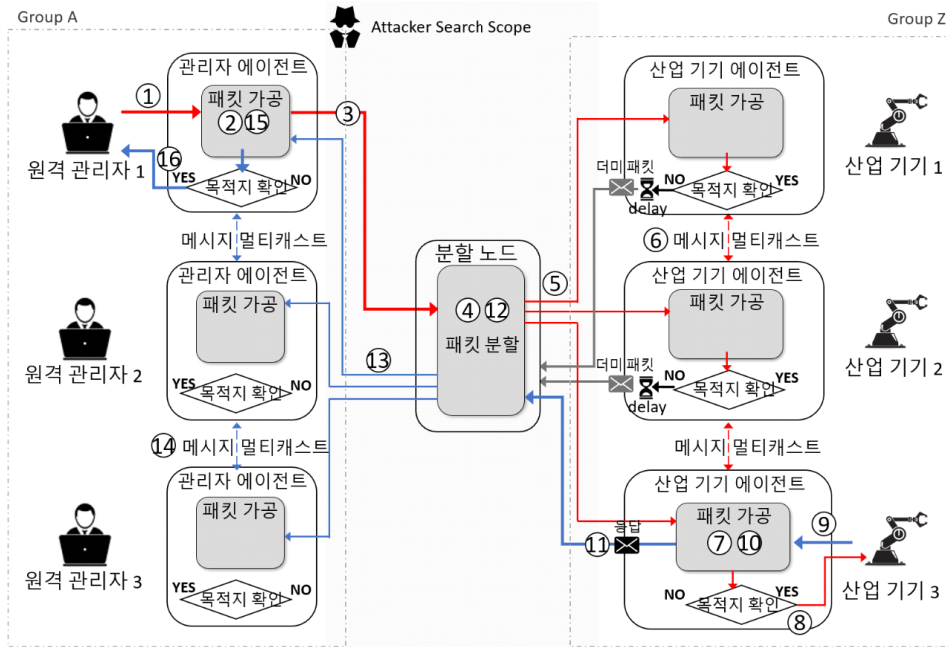 Group A
Attacker Search Scope
Group Z
관리자 에이전트
패킷 가공
② ⑮
①
③
⑯
원격 관리자 1
YES
목적지 확인
NO
메시지 멀티캐스트
관리자 에이전트
패킷 가공
원격 관리자 2
YES
목적지 확인
NO
⑭ 메시지 멀티캐스트
관리자 에이전트
패킷 가공
원격 관리자 3
YES
목적지 확인
NO
분할 노드
④ ⑫
패킷 분할
⑤
⑬
⑪
산업 기기 에이전트
패킷 가공
더미 패킷
delay
NO
목적지 확인
YES
산업 기기 1
⑥ 메시지 멀티캐스트
산업 기기 에이전트
패킷 가공
더미 패킷
delay
NO
목적지 확인
YES
산업 기기 2
메시지 멀티캐스트
산업 기기 에이전트
패킷 가공
⑦ ⑩
응답
⑨
NO
목적지 확인
YES
⑧
산업 기기 3